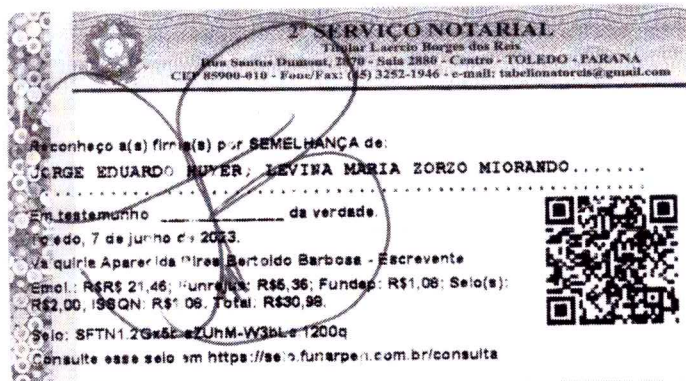 2º SERVIÇO NOTARIAL
Titular Laercio Borges dos Reis
Rua Santos Dumont, 2870 - Sala 2880 - Centro - TOLEDO - PARANÁ
CEP 85900-010 - Fone/Fax: (45) 3252-1946 - e-mail: tabelionatoreis@gmail.com
Reconheço a(s) firma(s) por SEMELHANÇA de:
JORGE EDUARDO LEVINA MARIA ZORZO MIORANDO.......
Em testemunho ______________ da verdade.
Toledo, 7 de junho de 2023.
Valquiria Aparecida Pires Bertoldo Barbosa - Escrevente
Emol.: R$R$ 21,46; Funrejus: R$5,36; Fundep: R$1,08; Selo(s):
R$2,00, ISSQN: R$1,08. Total: R$30,98.
Selo: SFTN1.
Consulte esse selo em https://selo.funarpen.com.br/consulta